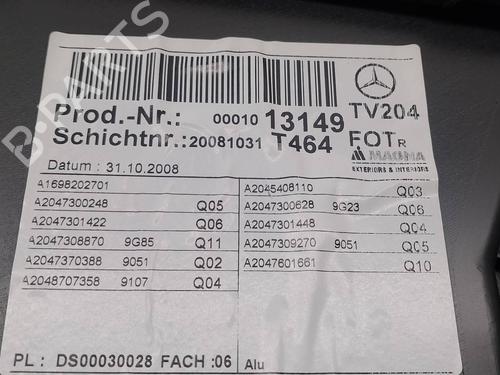 Prod.-Nr.: 00010 13149 TV204
Schichtnr.: 20081031 T464 FOT R
MAGNA
EXTERIORS & INTERIORS
Datum : 31.10.2008
A1698202701
A2047300248 Q05
A2047301422 Q06
A2047308870 9G85 Q11
A2047370388 9051 Q02
A2048707358 9107 Q04
A2045408110 Q03
A2047300628 9G23 Q06
A2047301448 Q04
A2047309270 9051 Q05
A2047601661 Q10
PL : DS00030028 FACH :06 Alu
B-PARTS